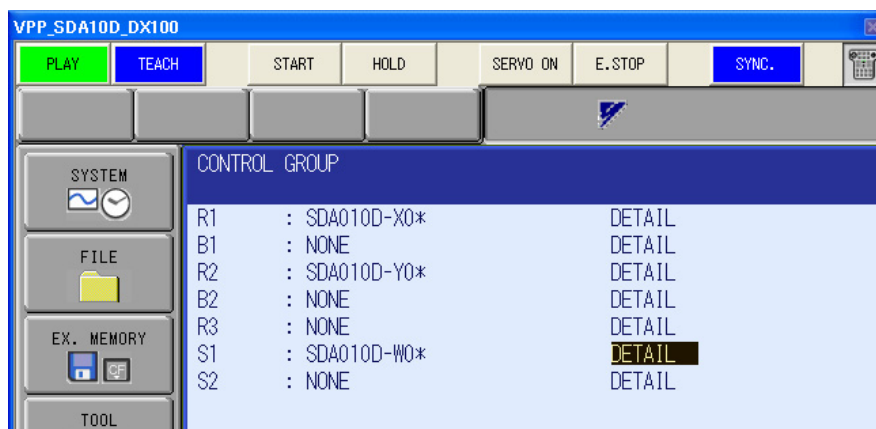 VPP_SDA10D_DX100
PLAY TEACH START HOLD SERVO ON E.STOP SYNC.
SYSTEM
CONTROL GROUP
R1 : SDA010D-X0* DETAIL
B1 : NONE DETAIL
FILE
R2 : SDA010D-Y0* DETAIL
B2 : NONE DETAIL
R3 : NONE DETAIL
EX. MEMORY
CF
S1 : SDA010D-W0* DETAIL
S2 : NONE DETAIL
TOOL